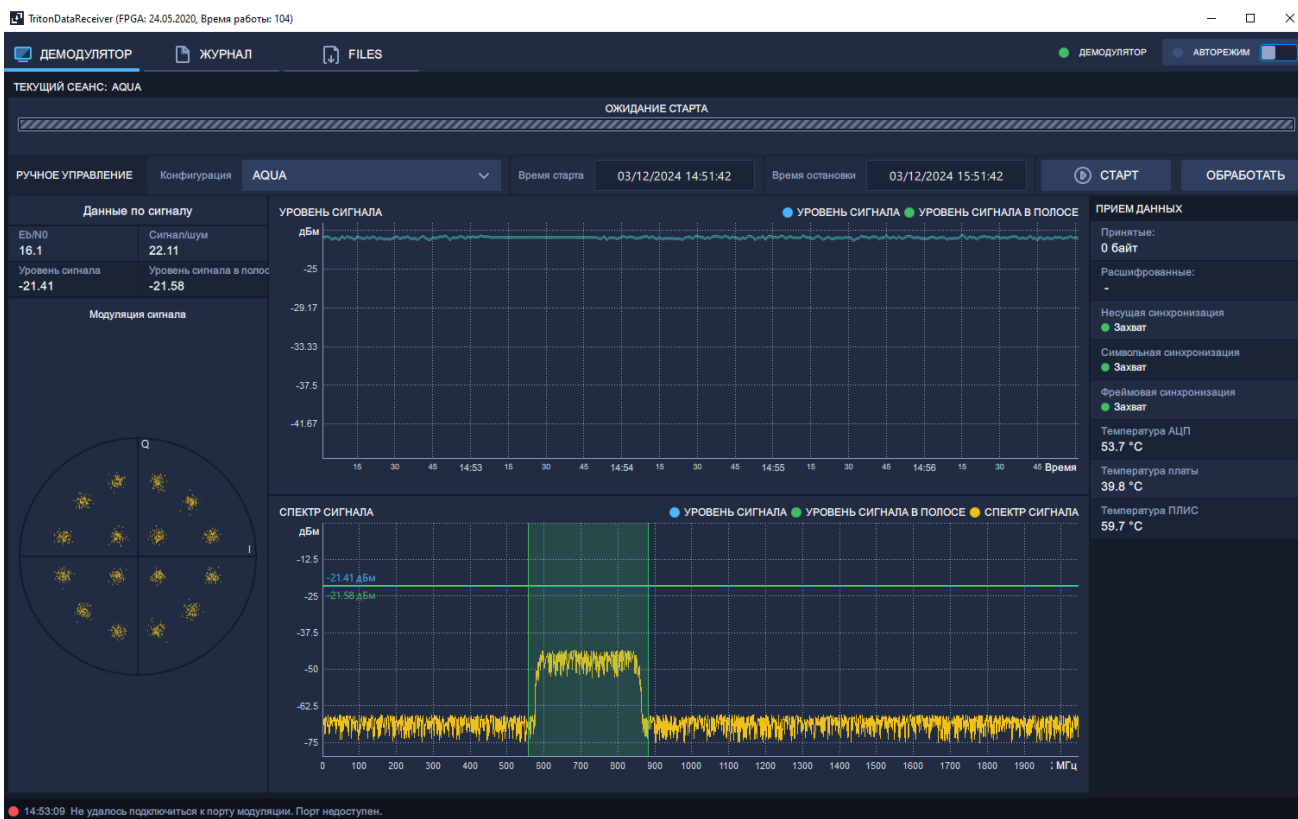 TritonDataReceiver (FPGA: 24.05.2020, Время работы: 104)
ДЕМОДУЛЯТОР ЖУРНАЛ FILES ДЕМОДУЛЯТОР АВТОРЕЖИМ
ТЕКУЩИЙ СЕАНС: AQUA
ОЖИДАНИЕ СТАРТА
РУЧНОЕ УПРАВЛЕНИЕ Конфигурация AQUA Время старта 03/12/2024 14:51:42 Время остановки 03/12/2024 15:51:42 СТАРТ ОБРАБОТАТЬ
Данные по сигналу
Eb/N0 Сигнал/шум
16.1 22.11
Уровень сигнала Уровень сигнала в полос
-21.41 -21.58
Модуляция сигнала
Q
I
УРОВЕНЬ СИГНАЛА УРОВЕНЬ СИГНАЛА УРОВЕНЬ СИГНАЛА В ПОЛОСЕ
дБм
-25
-29.17
-33.33
-37.5
-41.67
15 30 45 14:53 15 30 45 14:54 15 30 45 14:55 15 30 45 14:56 15 30 45 Время
СПЕКТР СИГНАЛА УРОВЕНЬ СИГНАЛА УРОВЕНЬ СИГНАЛА В ПОЛОСЕ СПЕКТР СИГНАЛА
дБм
-12.5
-21.41 дБм
-25 -21.58 дБм
-37.5
-50
-62.5
-75
0 100 200 300 400 500 600 700 800 900 1000 1100 1200 1300 1400 1500 1600 1700 1800 1900 МГц
ПРИЕМ ДАННЫХ
Принятые:
0 байт
Расшифрованные:
-
Несущая синхронизация
Захват
Символьная синхронизация
Захват
Фреймовая синхронизация
Захват
Температура АЦП
53.7 °C
Температура платы
39.8 °C
Температура ПЛИС
59.7 °C
14:53:09 Не удалось подключиться к порту модуляции. Порт недоступен.